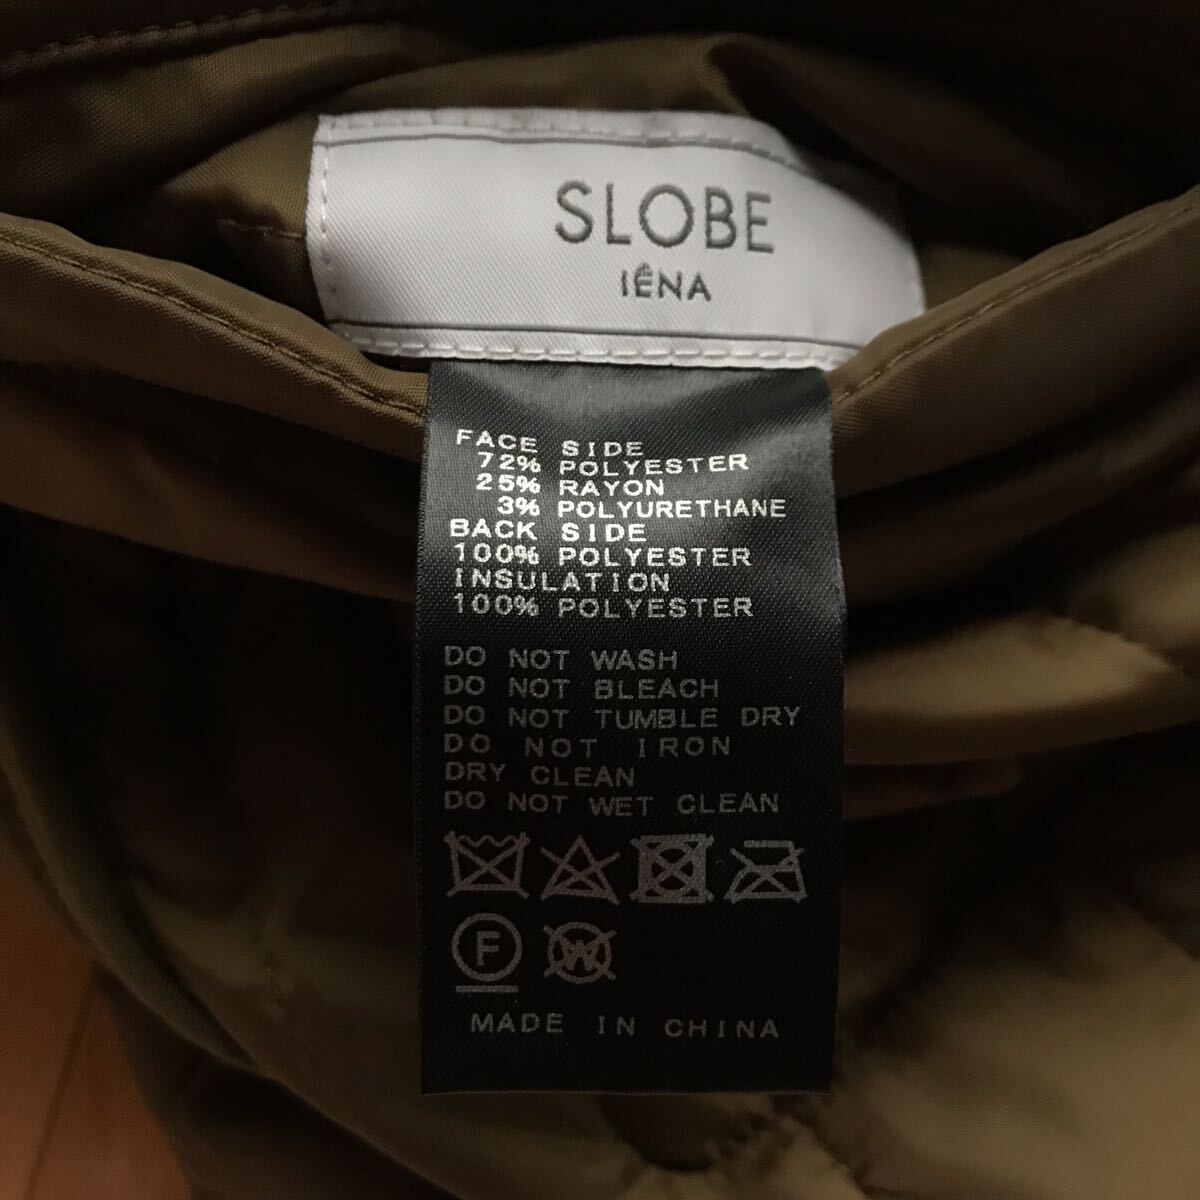 SLOBE
IÊNA
FACE SIDE
72% POLYESTER
25% RAYON
3% POLYURETHANE
BACK SIDE
100% POLYESTER
INSULATION
100% POLYESTER
DO NOT WASH
DO NOT BLEACH
DO NOT TUMBLE DRY
DO NOT IRON
DRY CLEAN
DO NOT WET CLEAN
F W
MADE IN CHINA